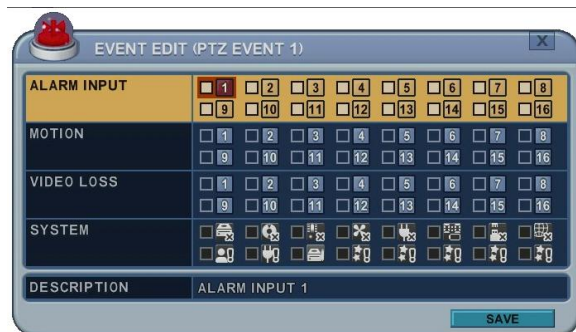 EVENT EDIT (PTZ EVENT 1)
X
ALARM INPUT 1 2 3 4 5 6 7 8
9 10 11 12 13 14 15 16
MOTION 1 2 3 4 5 6 7 8
9 10 11 12 13 14 15 16
VIDEO LOSS 1 2 3 4 5 6 7 8
9 10 11 12 13 14 15 16
SYSTEM
DESCRIPTION ALARM INPUT 1
SAVE